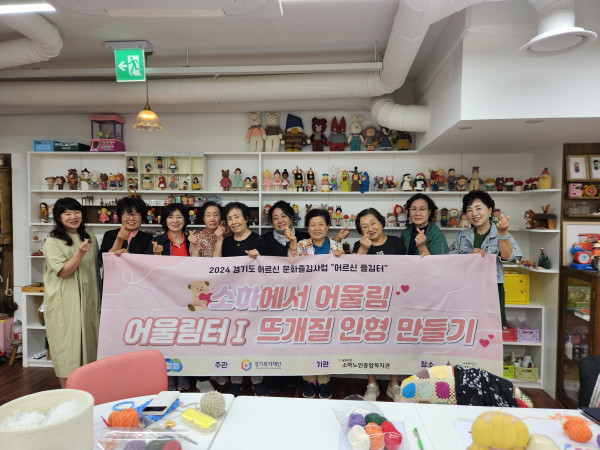 2024 경기도 어르신 문화즐김사업 "어르신 즐김터"
소하에서 어울림
어울림터 I 뜨개질 인형 만들기
주관 경기복지재단 기관 소하노인종합복지관 장소